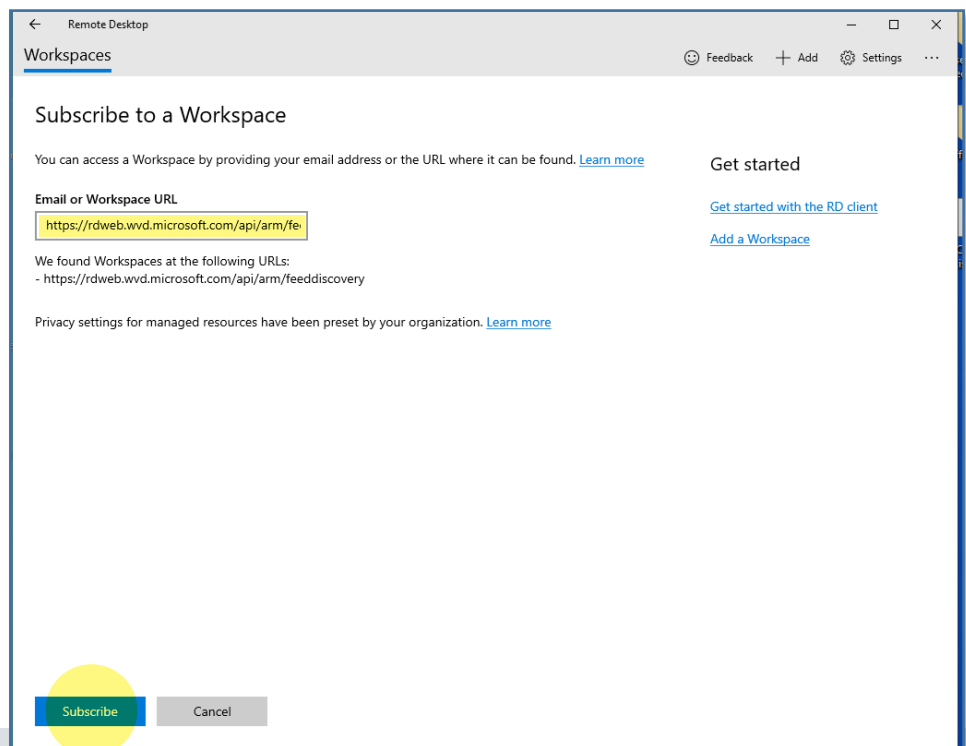 Remote Desktop
Workspaces
Feedback
Add
Settings
Subscribe to a Workspace
You can access a Workspace by providing your email address or the URL where it can be found. Learn more
Email or Workspace URL
https://rdweb.wvd.microsoft.com/api/arm/fe
We found Workspaces at the following URLs:
- https://rdweb.wvd.microsoft.com/api/arm/feeddiscovery
Privacy settings for managed resources have been preset by your organization. Learn more
Get started
Get started with the RD client
Add a Workspace
Subscribe
Cancel